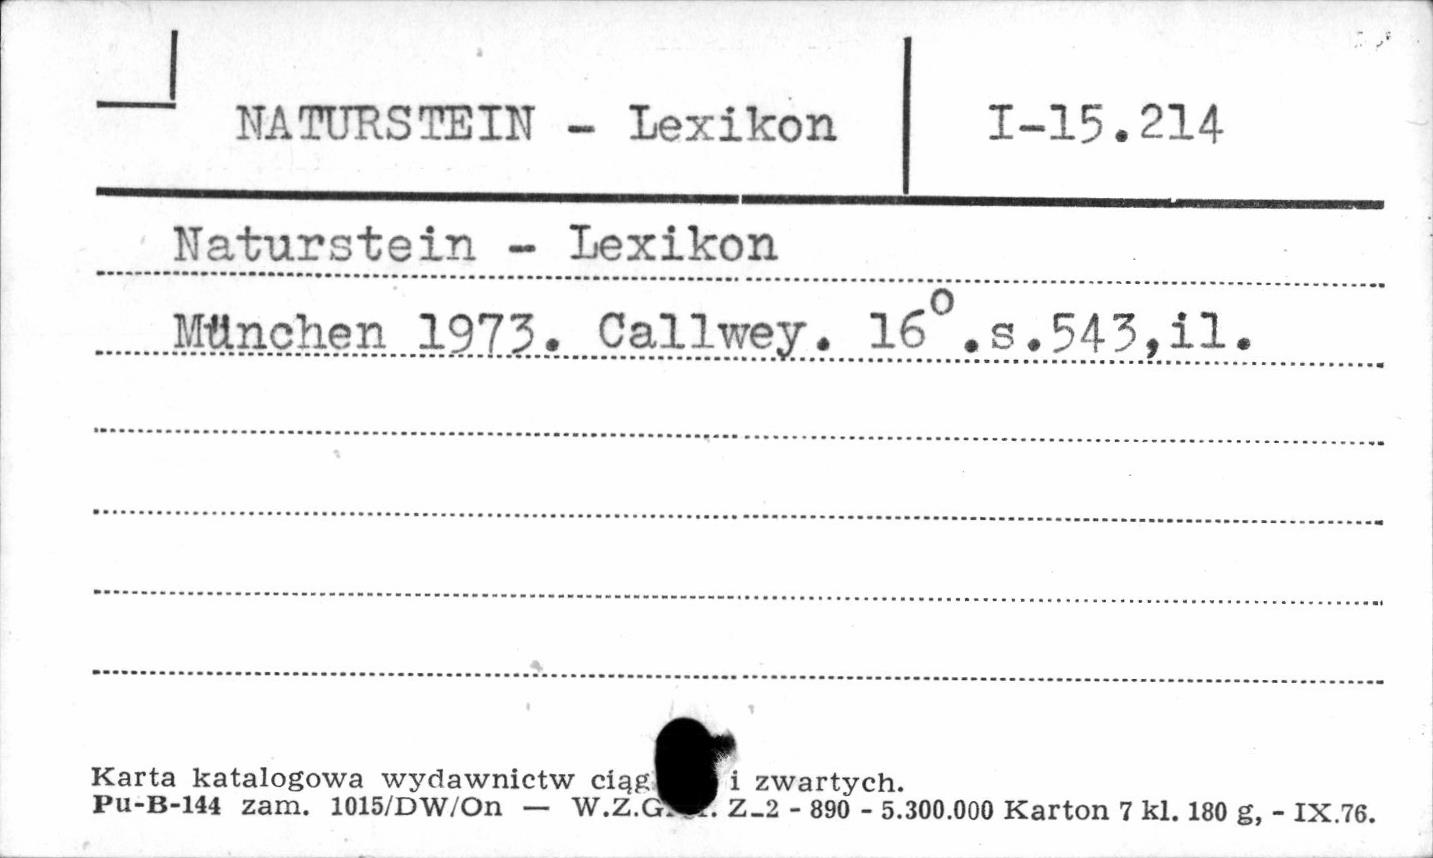 NATURSTEIN - Lexikon I-15.214
Naturstein - Lexikon
München 1973. Callwey. 16°.s.543,il.
Karta katalogowa wydawnictw i zwartych.
Pu-B-144 zam. 1015/DW/On — Z-2 - 890 - 5.300.000 Karton 7 kl. 180 g, - IX.76.